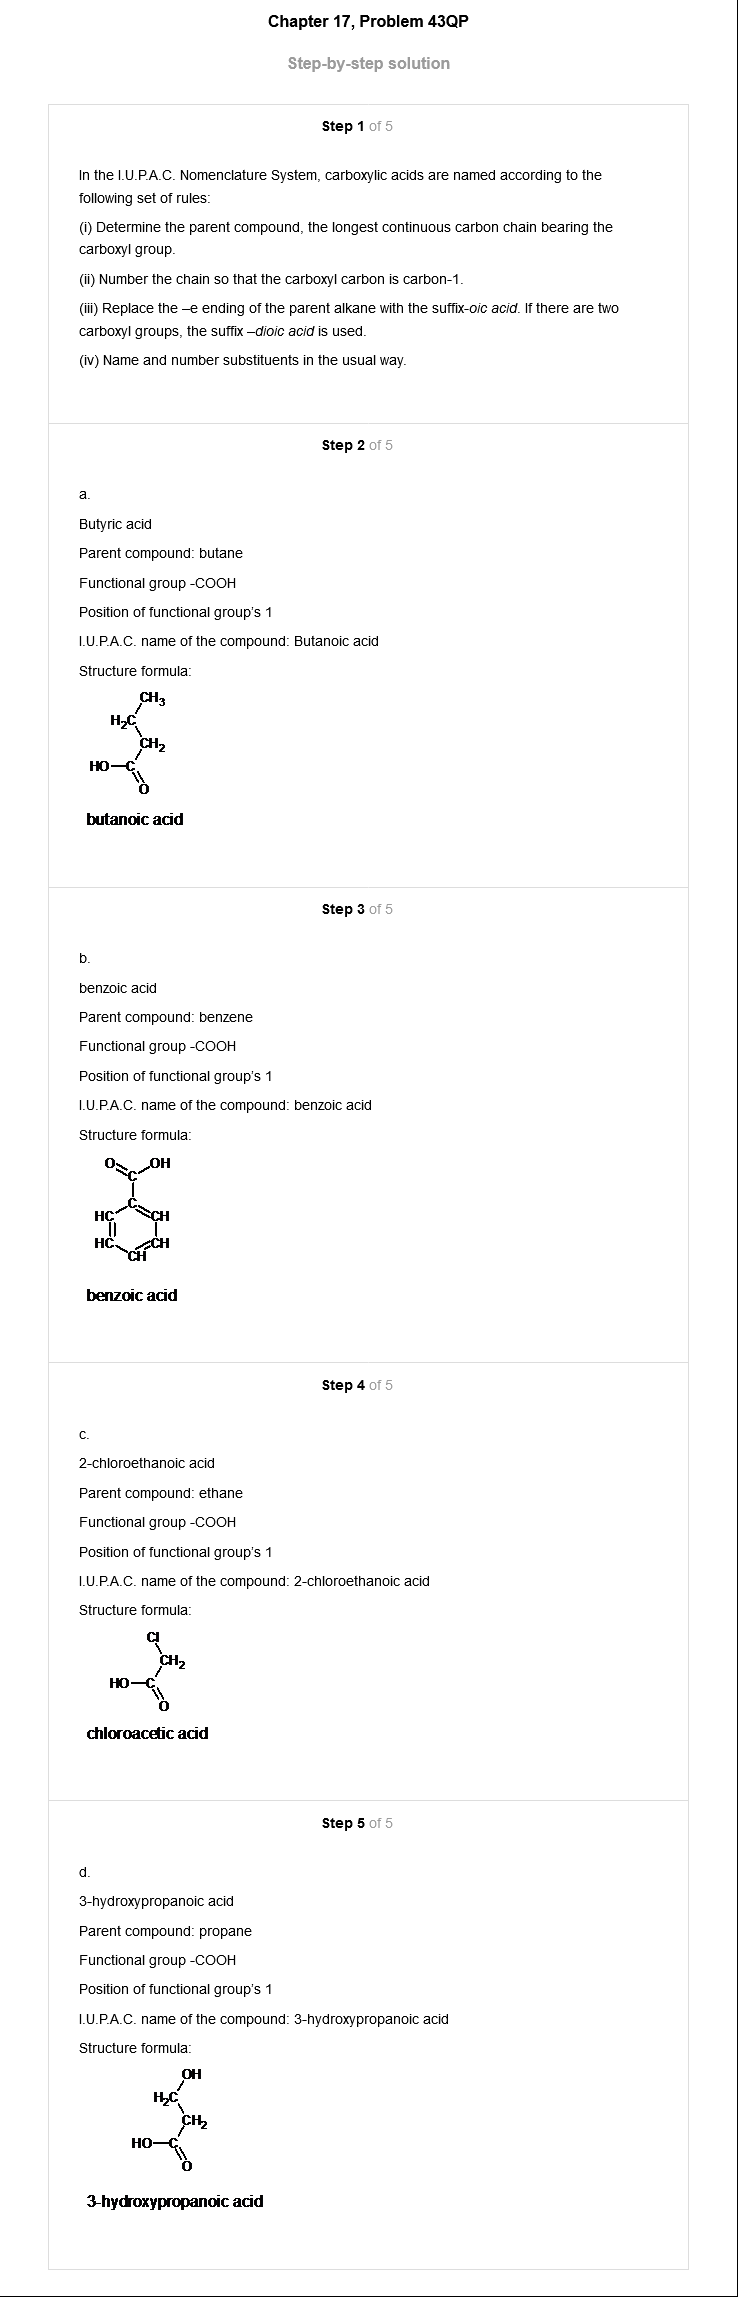 Chapter 17, Problem 43QP
Step-by-step solution
Step 1 of 5
In the I.U.P.A.C. Nomenclature System, carboxylic acids are named according to the
following set of rules:
(i) Determine the parent compound, the longest continuous carbon chain bearing the
carboxyl group.
(ii) Number the chain so that the carboxyl carbon is carbon-1.
(iii) Replace the –e ending of the parent alkane with the suffix-oic acid. If there are two
carboxyl groups, the suffix –dioic acid is used.
(iv) Name and number substituents in the usual way.
Step 2 of 5
a.
Butyric acid
Parent compound: butane
Functional group -COOH
Position of functional group's 1
I.U.P.A.C. name of the compound: Butanoic acid
Structure formula:
CH3
H2C
CH2
HO C
O
butanoic acid
Step 3 of 5
b.
benzoic acid
Parent compound: benzene
Functional group -COOH
Position of functional group's 1
I.U.P.A.C. name of the compound: benzoic acid
Structure formula:
O OH
C
C
HC CH
HC CH
CH
benzoic acid
Step 4 of 5
c.
2-chloroethanoic acid
Parent compound: ethane
Functional group -COOH
Position of functional group's 1
I.U.P.A.C. name of the compound: 2-chloroethanoic acid
Structure formula:
Cl
CH2
HO C
O
chloroacetic acid
Step 5 of 5
d.
3-hydroxypropanoic acid
Parent compound: propane
Functional group -COOH
Position of functional group's 1
I.U.P.A.C. name of the compound: 3-hydroxypropanoic acid
Structure formula:
OH
H2C
CH2
HO C
O
3-hydroxypropanoic acid